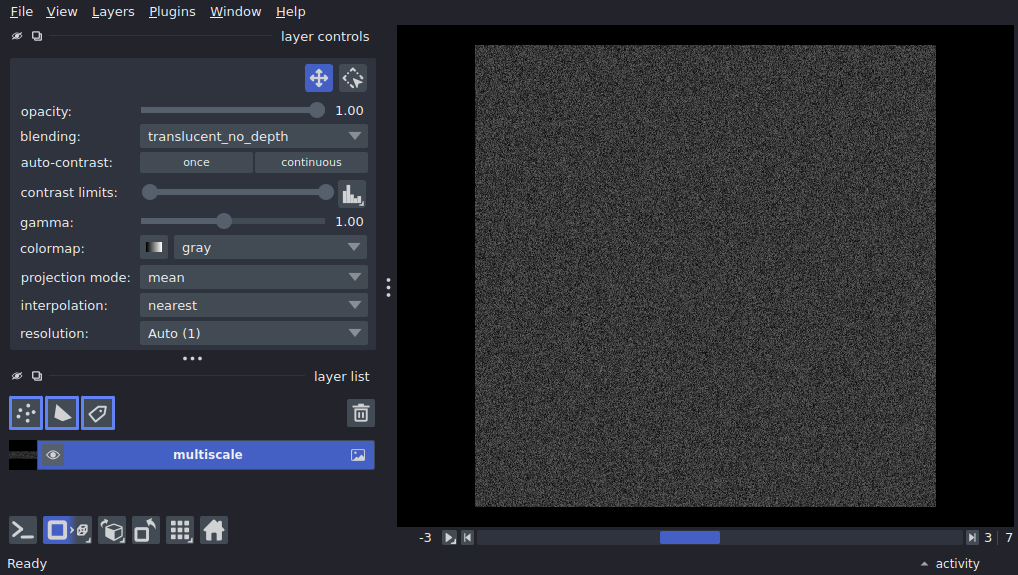 File View Layers Plugins Window Help
layer controls
opacity: 1.00
blending: translucent_no_depth
auto-contrast: once continuous
contrast limits:
gamma: 1.00
colormap: gray
projection mode: mean
interpolation: nearest
resolution: Auto (1)
layer list
multiscale
-3 3 7
Ready activity